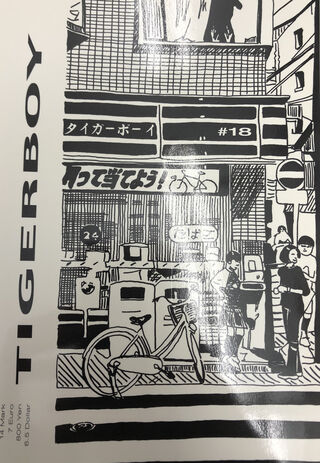 TIGERBOY
14 Mark
7 Euro
800 Yen
6.5 Dollar
タイガーボーイ
#18
って当てよう!
たばこ